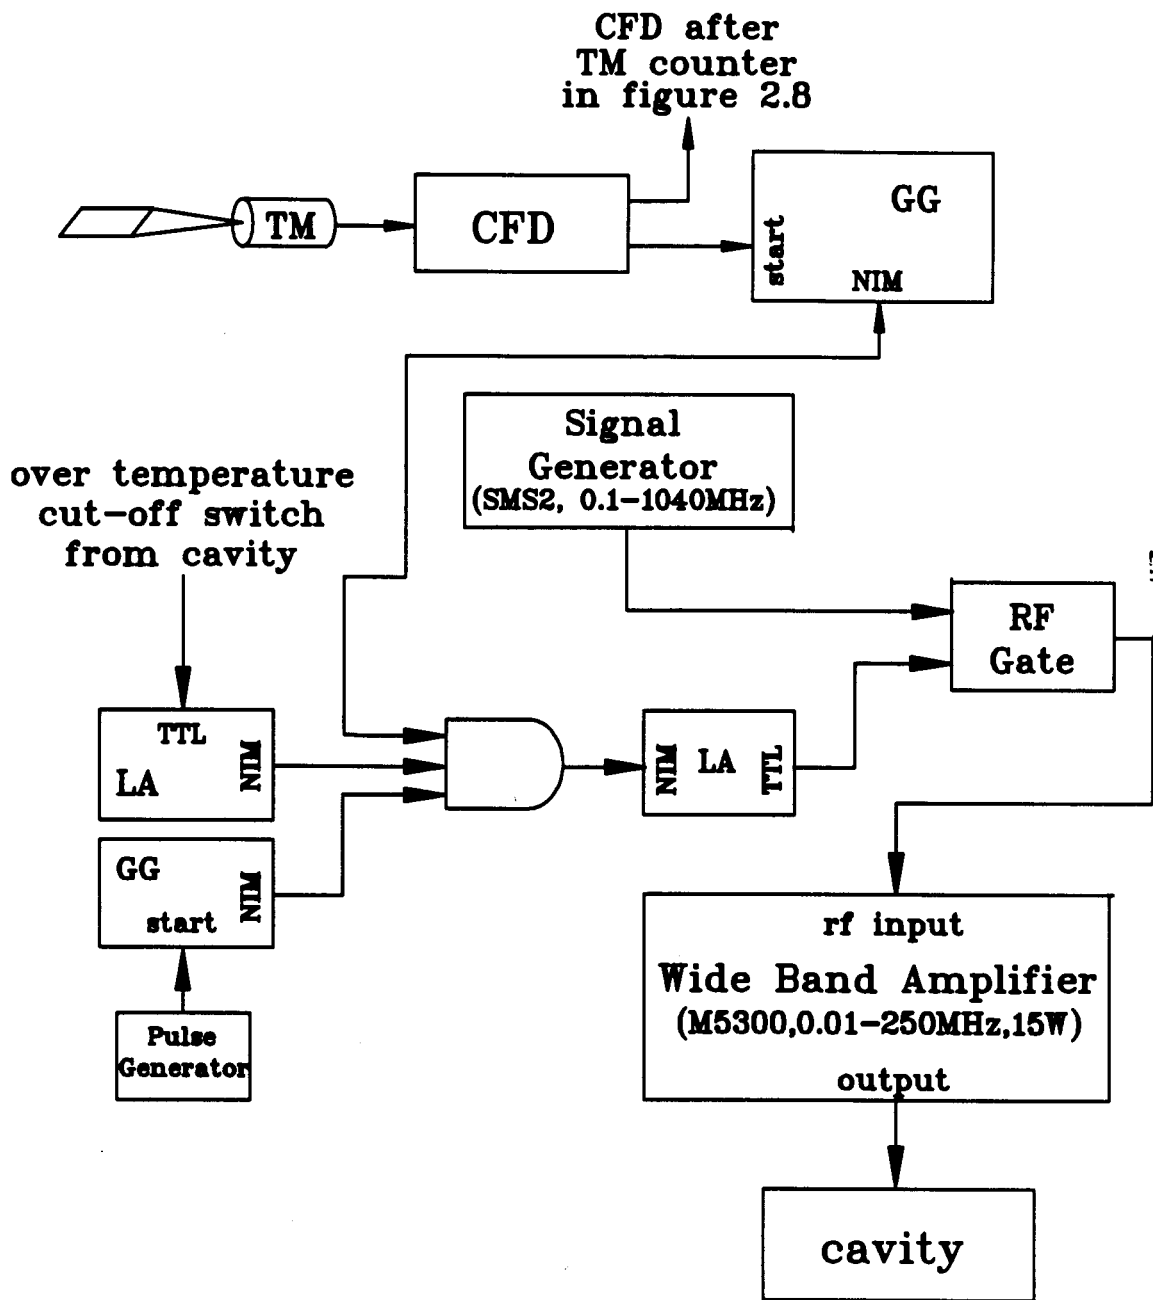 CFD after
TM counter
in figure 2.8
TM
CFD
GG
start
NIM
Signal
Generator
(SMS2, 0.1-1040MHz)
over temperature
cut-off switch
from cavity
RF
Gate
TTL
NIM
LA
NIM
LA
TTL
GG
NIM
start
Pulse
Generator
rf input
Wide Band Amplifier
(M5300,0.01-250MHz,15W)
output
cavity